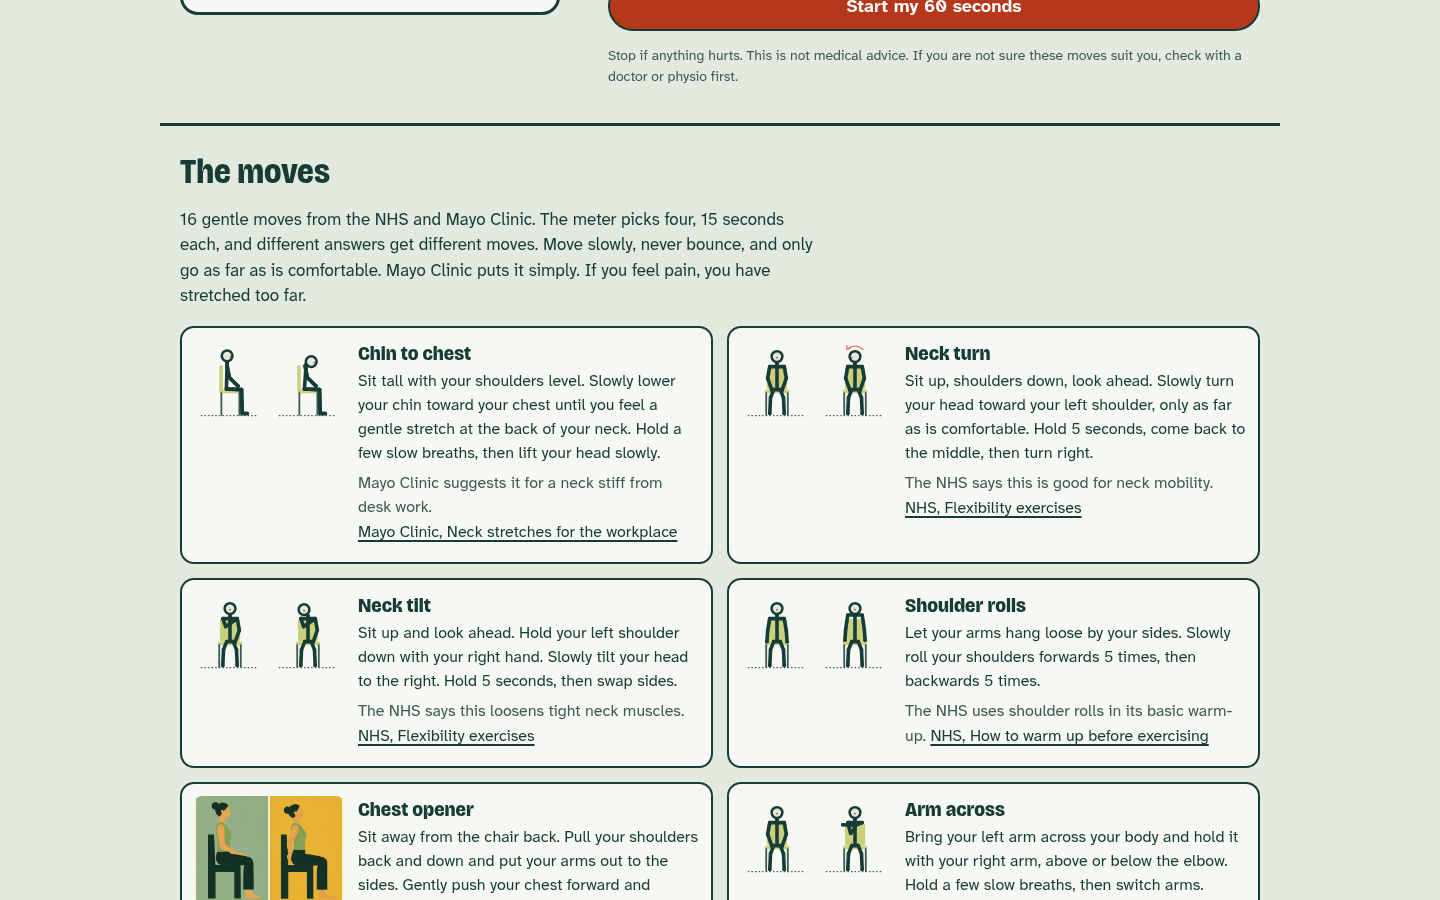 Start my 60 seconds
Stop if anything hurts. This is not medical advice. If you are not sure these moves suit you, check with a
doctor or physio first.
The moves
16 gentle moves from the NHS and Mayo Clinic. The meter picks four, 15 seconds
each, and different answers get different moves. Move slowly, never bounce, and only
go as far as is comfortable. Mayo Clinic puts it simply. If you feel pain, you have
stretched too far.
Chin to chest
Sit tall with your shoulders level. Slowly lower
your chin toward your chest until you feel a
gentle stretch at the back of your neck. Hold a
few slow breaths, then lift your head slowly.
Mayo Clinic suggests it for a neck stiff from
desk work.
Mayo Clinic, Neck stretches for the workplace
Neck turn
Sit up, shoulders down, look ahead. Slowly turn
your head toward your left shoulder, only as far
as is comfortable. Hold 5 seconds, come back to
the middle, then turn right.
The NHS says this is good for neck mobility.
NHS, Flexibility exercises
Neck tilt
Sit up and look ahead. Hold your left shoulder
down with your right hand. Slowly tilt your head
to the right. Hold 5 seconds, then swap sides.
The NHS says this loosens tight neck muscles.
NHS, Flexibility exercises
Shoulder rolls
Let your arms hang loose by your sides. Slowly
roll your shoulders forwards 5 times, then
backwards 5 times.
The NHS uses shoulder rolls in its basic warm-
up. NHS, How to warm up before exercising
Chest opener
Sit away from the chair back. Pull your shoulders
back and down and put your arms out to the
sides. Gently push your chest forward and
Arm across
Bring your left arm across your body and hold it
with your right arm, above or below the elbow.
Hold a few slow breaths, then switch arms.